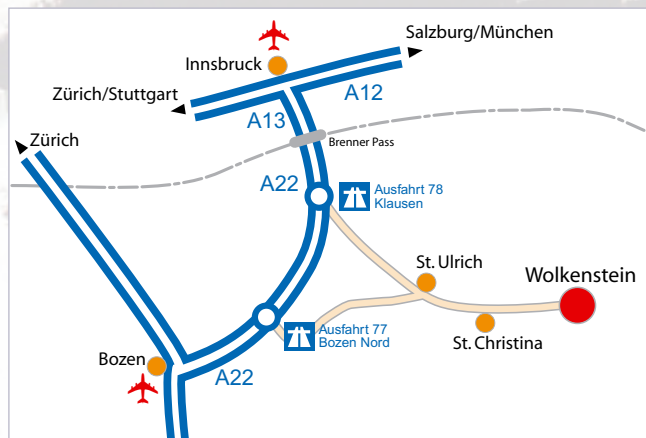 Salzburg/München
Innsbruck
Zürich/Stuttgart
A12
A13
Zürich
Brenner Pass
A22
Ausfahrt 78
Klausen
St. Ulrich
Wolkenstein
Ausfahrt 77
Bozen Nord
St. Christina
Bozen
A22